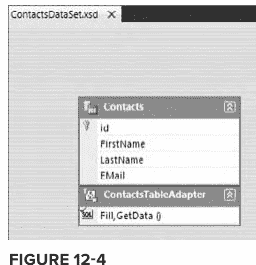 ContactsDataSet.xsd ×
Contacts
id
FirstName
LastName
EMail
ContactsTableAdapter
Fill,GetData ()
FIGURE 12-4